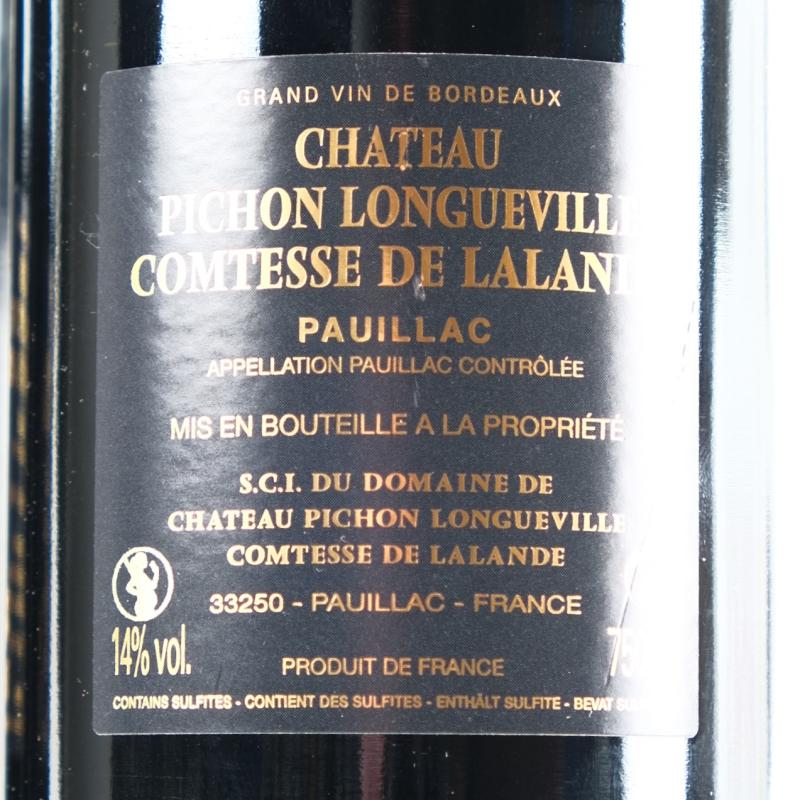 GRAND VIN DE BORDEAUX
CHATEAU
PICHON LONGUEVILLE
COMTESSE DE LALAND
PAUILLAC
APPELLATION PAUILLAC CONTRÔLÉE
MIS EN BOUTEILLE A LA PROPRIÉTÉ
S.C.I. DU DOMAINE DE
CHATEAU PICHON LONGUEVILLE
COMTESSE DE LALANDE
33250 - PAUILLAC - FRANCE
14% vol.
75
PRODUIT DE FRANCE
CONTAINS SULFITES - CONTIENT DES SULFITES - ENTHÄLT SULFITE - BEVAT